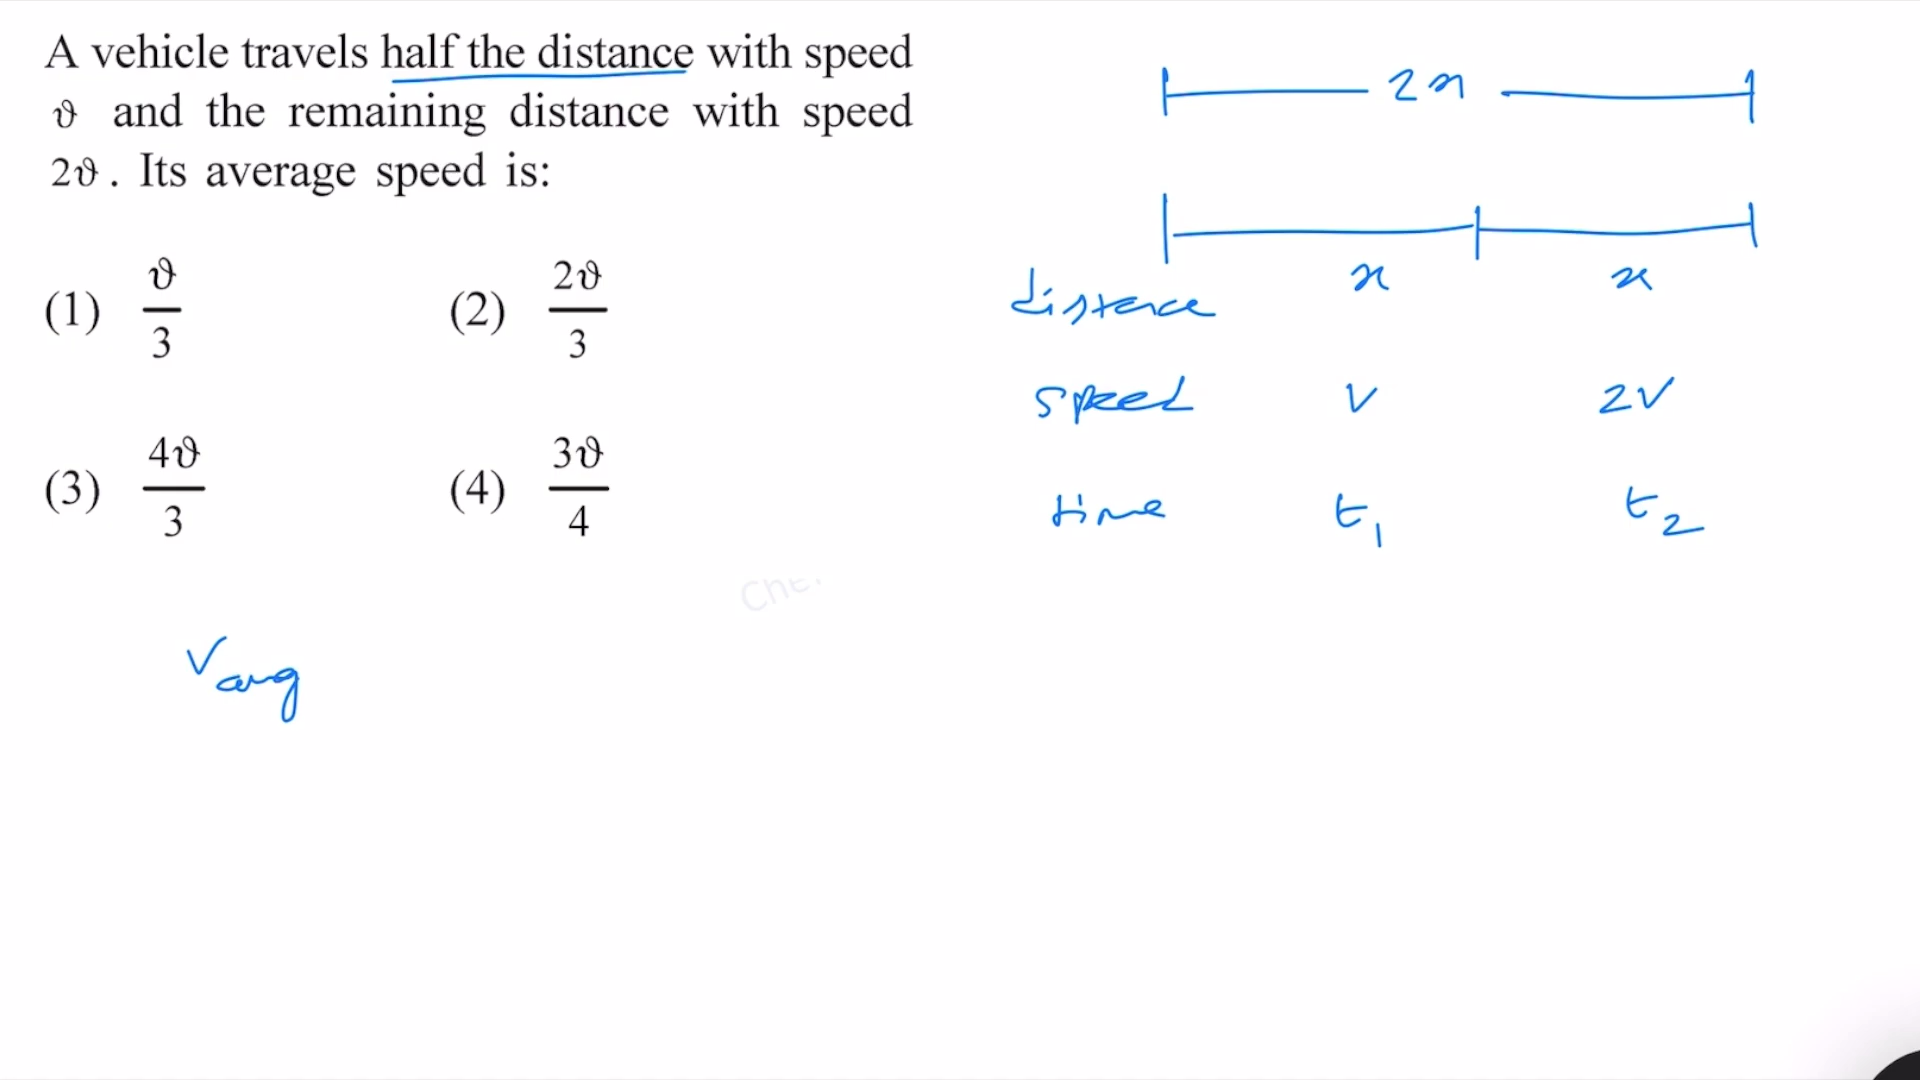 A vehicle travels half the distance with speed
ϑ and the remaining distance with speed
2ϑ. Its average speed is:
(1) ϑ/3 (2) 2ϑ/3
(3) 4ϑ/3 (4) 3ϑ/4
2x
x x
distance
speed v 2v
time t₁ t₂
Vavg